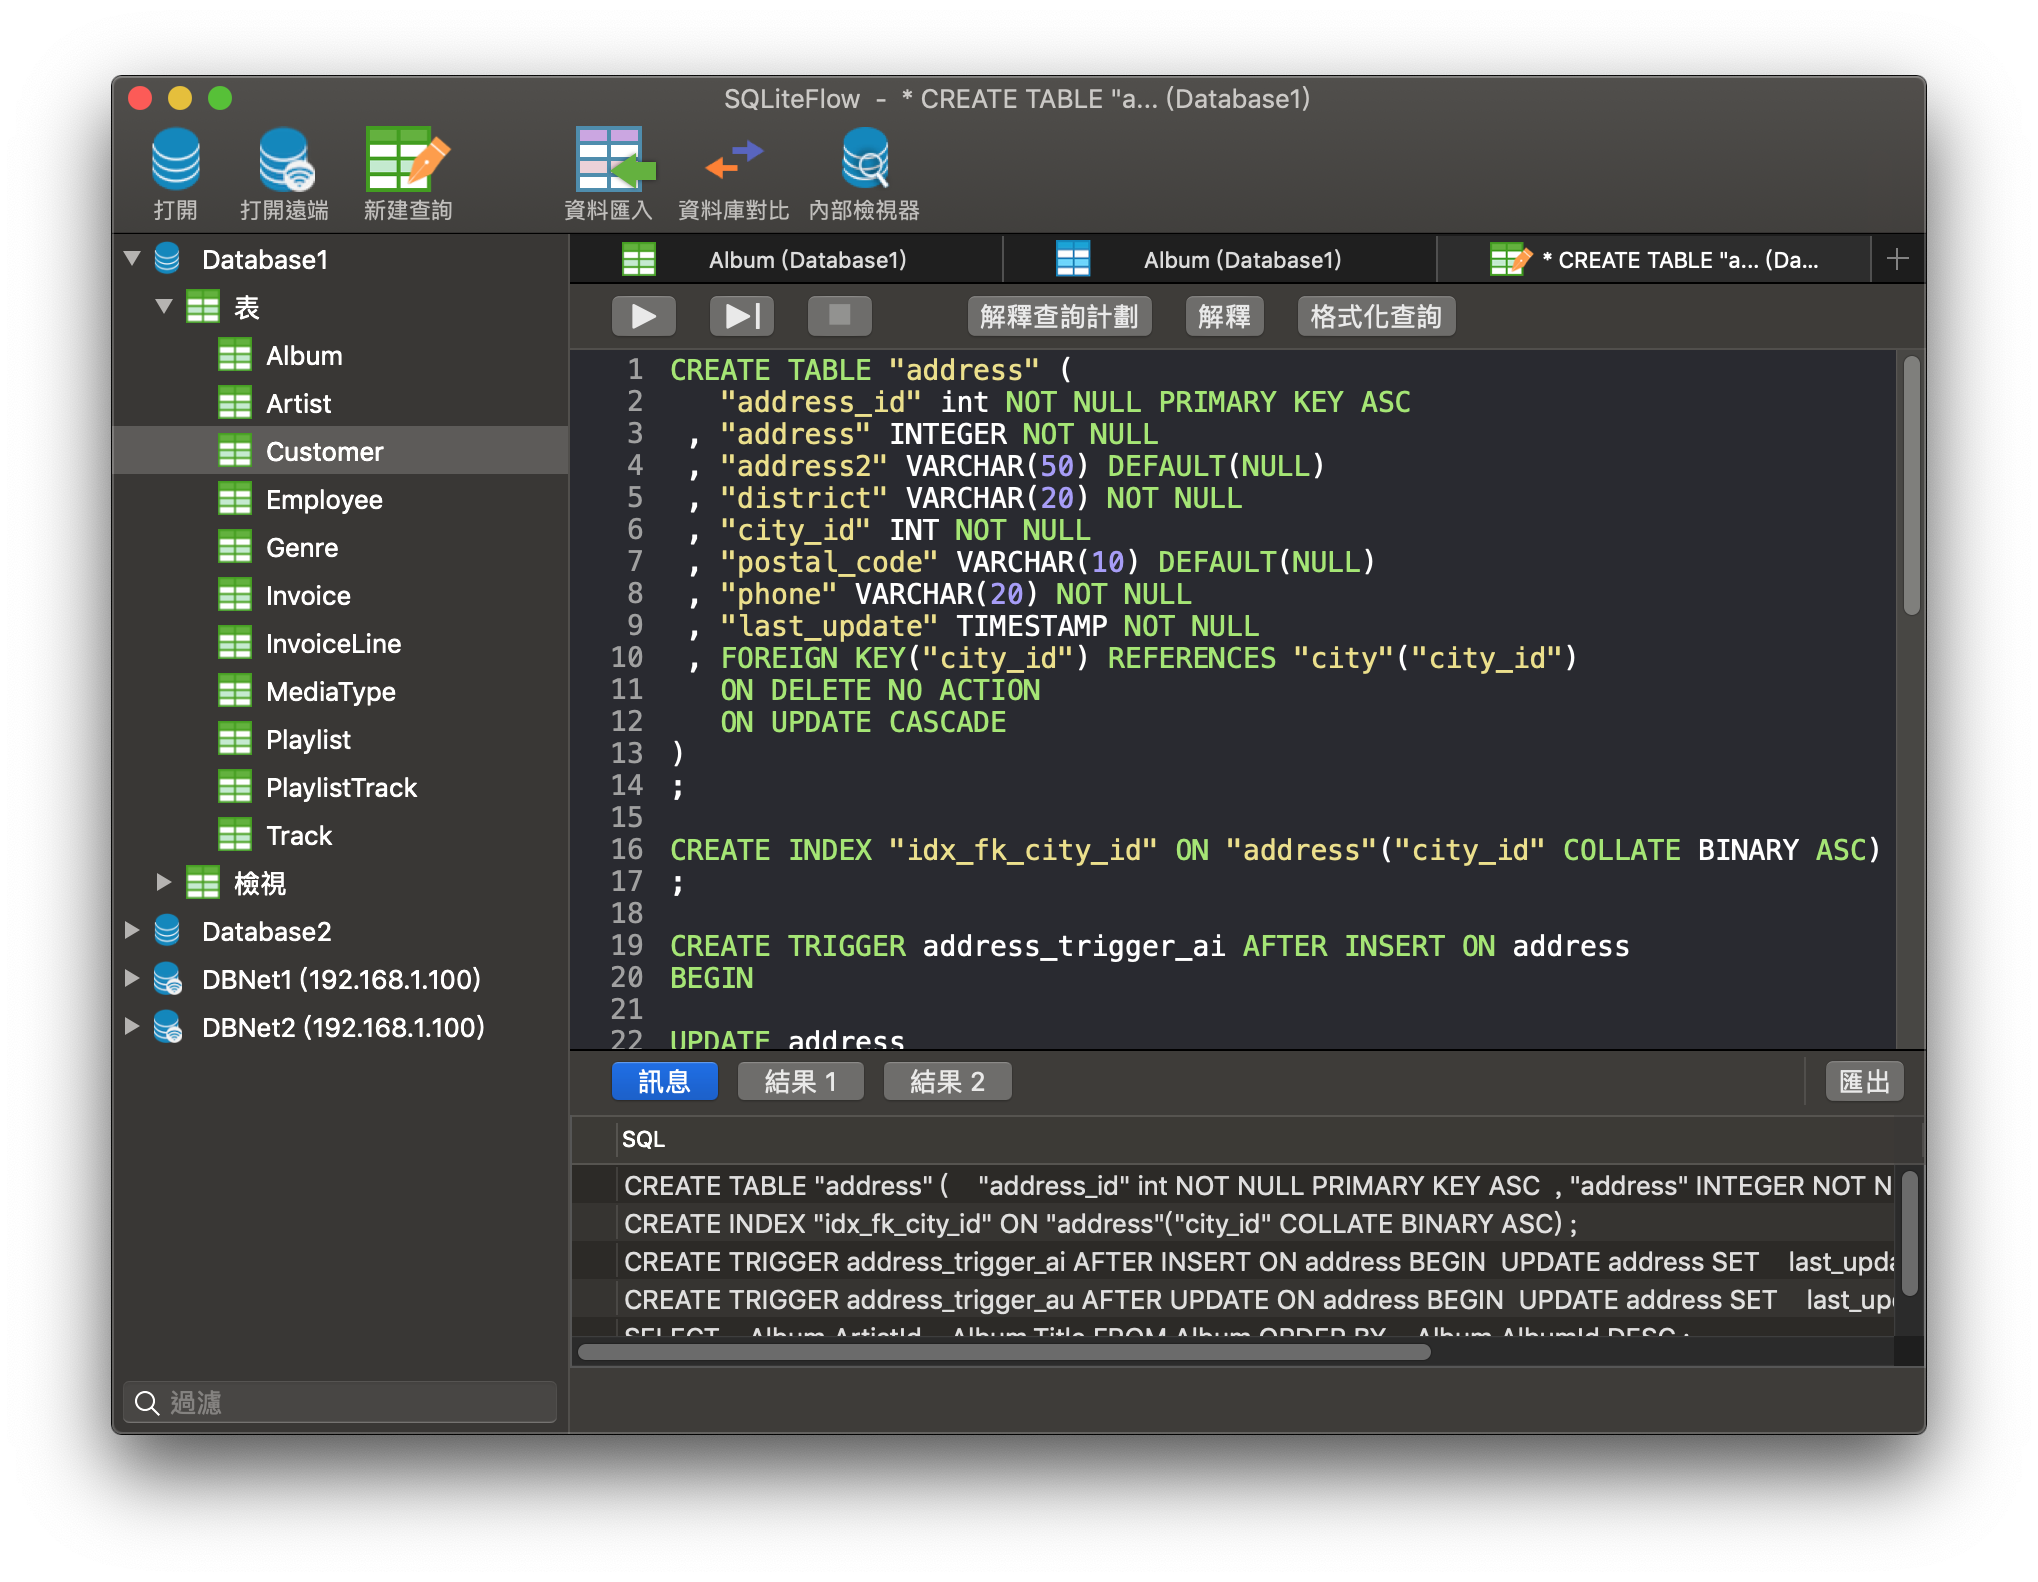 SQLiteFlow - * CREATE TABLE "a... (Database1)
打開 打開遠端 新建查詢 資料匯入 資料庫對比 內部檢視器
Database1
表
Album
Artist
Customer
Employee
Genre
Invoice
InvoiceLine
MediaType
Playlist
PlaylistTrack
Track
檢視
Database2
DBNet1 (192.168.1.100)
DBNet2 (192.168.1.100)
過濾
Album (Database1) Album (Database1) * CREATE TABLE "a... (Da...
解釋查詢計劃 解釋 格式化查詢
1 CREATE TABLE "address" (
2 "address_id" int NOT NULL PRIMARY KEY ASC
3 , "address" INTEGER NOT NULL
4 , "address2" VARCHAR(50) DEFAULT(NULL)
5 , "district" VARCHAR(20) NOT NULL
6 , "city_id" INT NOT NULL
7 , "postal_code" VARCHAR(10) DEFAULT(NULL)
8 , "phone" VARCHAR(20) NOT NULL
9 , "last_update" TIMESTAMP NOT NULL
10 , FOREIGN KEY("city_id") REFERENCES "city"("city_id")
11 ON DELETE NO ACTION
12 ON UPDATE CASCADE
13 )
14 ;
15
16 CREATE INDEX "idx_fk_city_id" ON "address"("city_id" COLLATE BINARY ASC)
17 ;
18
19 CREATE TRIGGER address_trigger_ai AFTER INSERT ON address
20 BEGIN
21
22 UPDATE address
訊息 結果 1 結果 2 匯出
SQL
CREATE TABLE "address" ( "address_id" int NOT NULL PRIMARY KEY ASC , "address" INTEGER NOT N
CREATE INDEX "idx_fk_city_id" ON "address"("city_id" COLLATE BINARY ASC) ;
CREATE TRIGGER address_trigger_ai AFTER INSERT ON address BEGIN UPDATE address SET last_upda
CREATE TRIGGER address_trigger_au AFTER UPDATE ON address BEGIN UPDATE address SET last_up
SELECT Album.ArtistId Album.Title FROM Album ORDER BY Album.AlbumId DESC ;